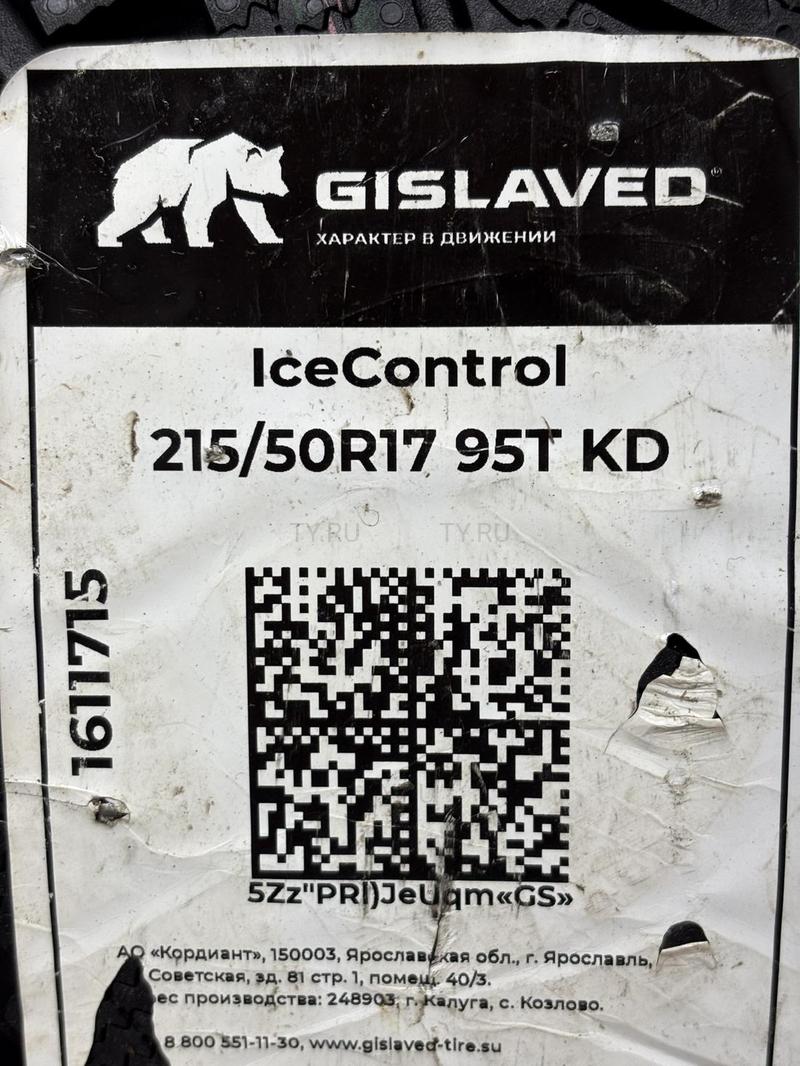 GISLAVED
ХАРАКТЕР В ДВИЖЕНИИ
IceControl
215/50R17 95T KD
TY.RU TY.RU
1611715
5Zz"PRl)JeUqm«GS»
АО «Кордиант», 150003, Ярославская обл., г. Ярославль,
Советская, зд. 81 стр. 1, помещ. 40/3.
ес производства: 248903, г. Калуга, с. Козлово.
8 800 551-11-30, www.gislaved-tire.su